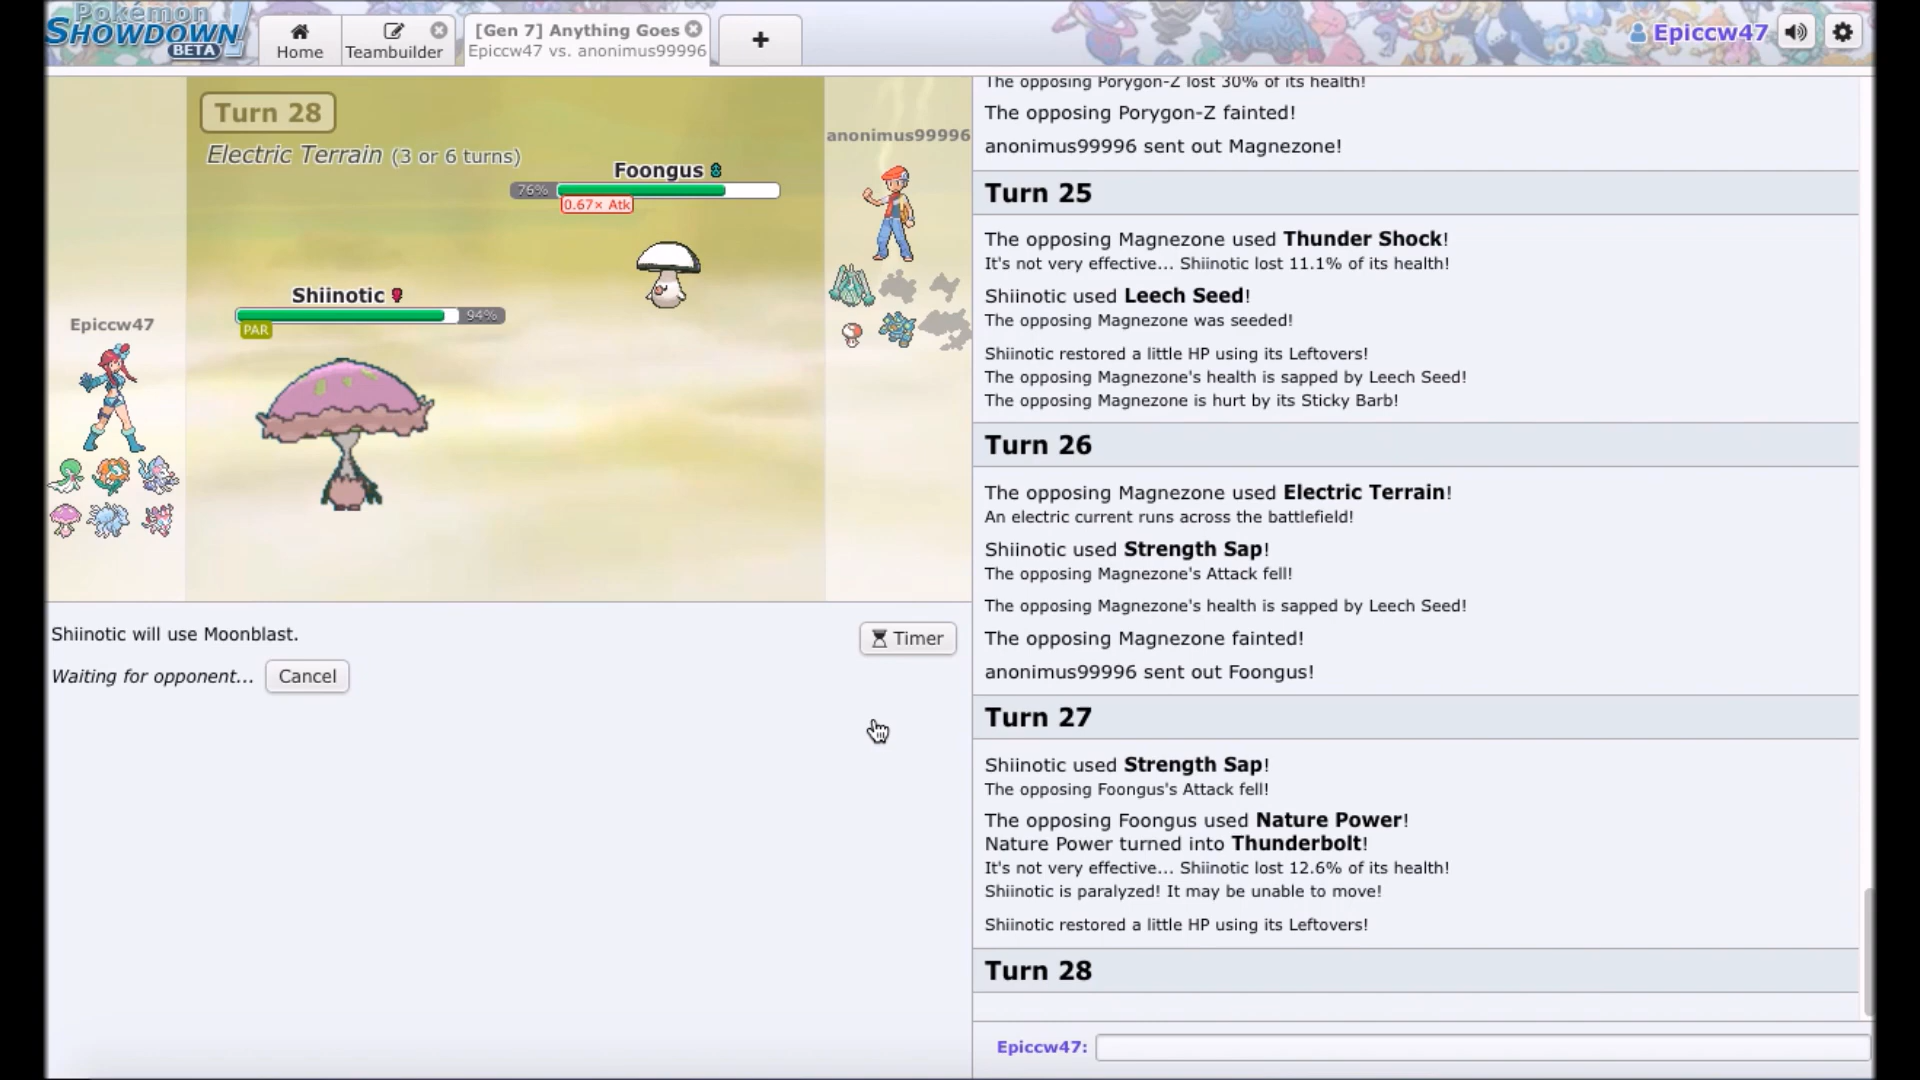 Pokémon
SHOWDOWN
BETA
Home
Teambuilder
[Gen 7] Anything Goes
Epiccw47 vs. anonimus99996
+
Epiccw47
Turn 28
Electric Terrain (3 or 6 turns)
Foongus
76%
0.67× Atk
Shiinotic
94%
PAR
Epiccw47
anonimus99996
Shiinotic will use Moonblast.
Timer
Waiting for opponent...
Cancel
The opposing Porygon-Z lost 30% of its health!
The opposing Porygon-Z fainted!
anonimus99996 sent out Magnezone!
Turn 25
The opposing Magnezone used Thunder Shock!
It's not very effective... Shiinotic lost 11.1% of its health!
Shiinotic used Leech Seed!
The opposing Magnezone was seeded!
Shiinotic restored a little HP using its Leftovers!
The opposing Magnezone's health is sapped by Leech Seed!
The opposing Magnezone is hurt by its Sticky Barb!
Turn 26
The opposing Magnezone used Electric Terrain!
An electric current runs across the battlefield!
Shiinotic used Strength Sap!
The opposing Magnezone's Attack fell!
The opposing Magnezone's health is sapped by Leech Seed!
The opposing Magnezone fainted!
anonimus99996 sent out Foongus!
Turn 27
Shiinotic used Strength Sap!
The opposing Foongus's Attack fell!
The opposing Foongus used Nature Power!
Nature Power turned into Thunderbolt!
It's not very effective... Shiinotic lost 12.6% of its health!
Shiinotic is paralyzed! It may be unable to move!
Shiinotic restored a little HP using its Leftovers!
Turn 28
Epiccw47: